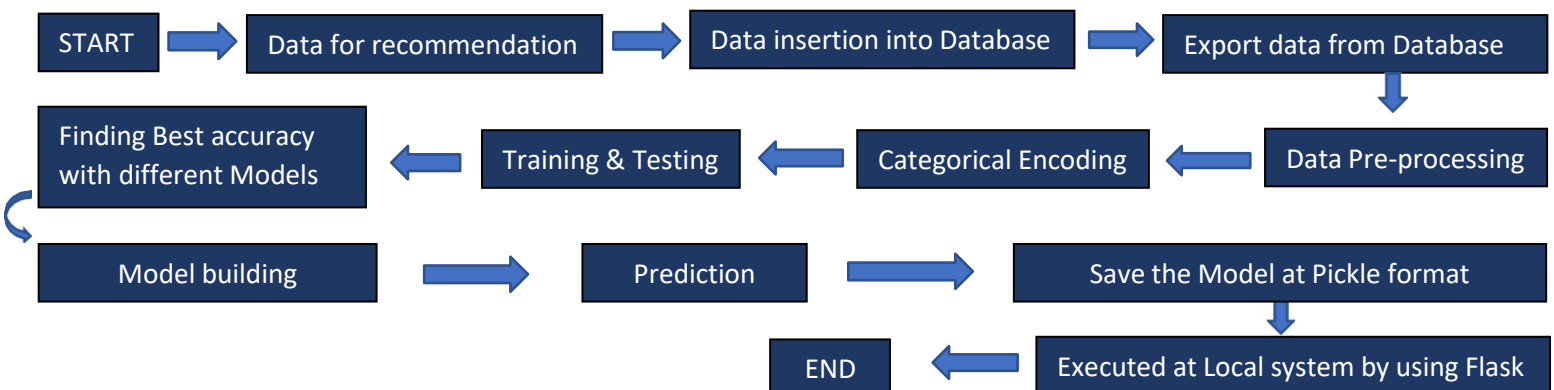 START
Data for recommendation
Data insertion into Database
Export data from Database
Data Pre-processing
Categorical Encoding
Training & Testing
Finding Best accuracy
with different Models
Model building
Prediction
Save the Model at Pickle format
Executed at Local system by using Flask
END